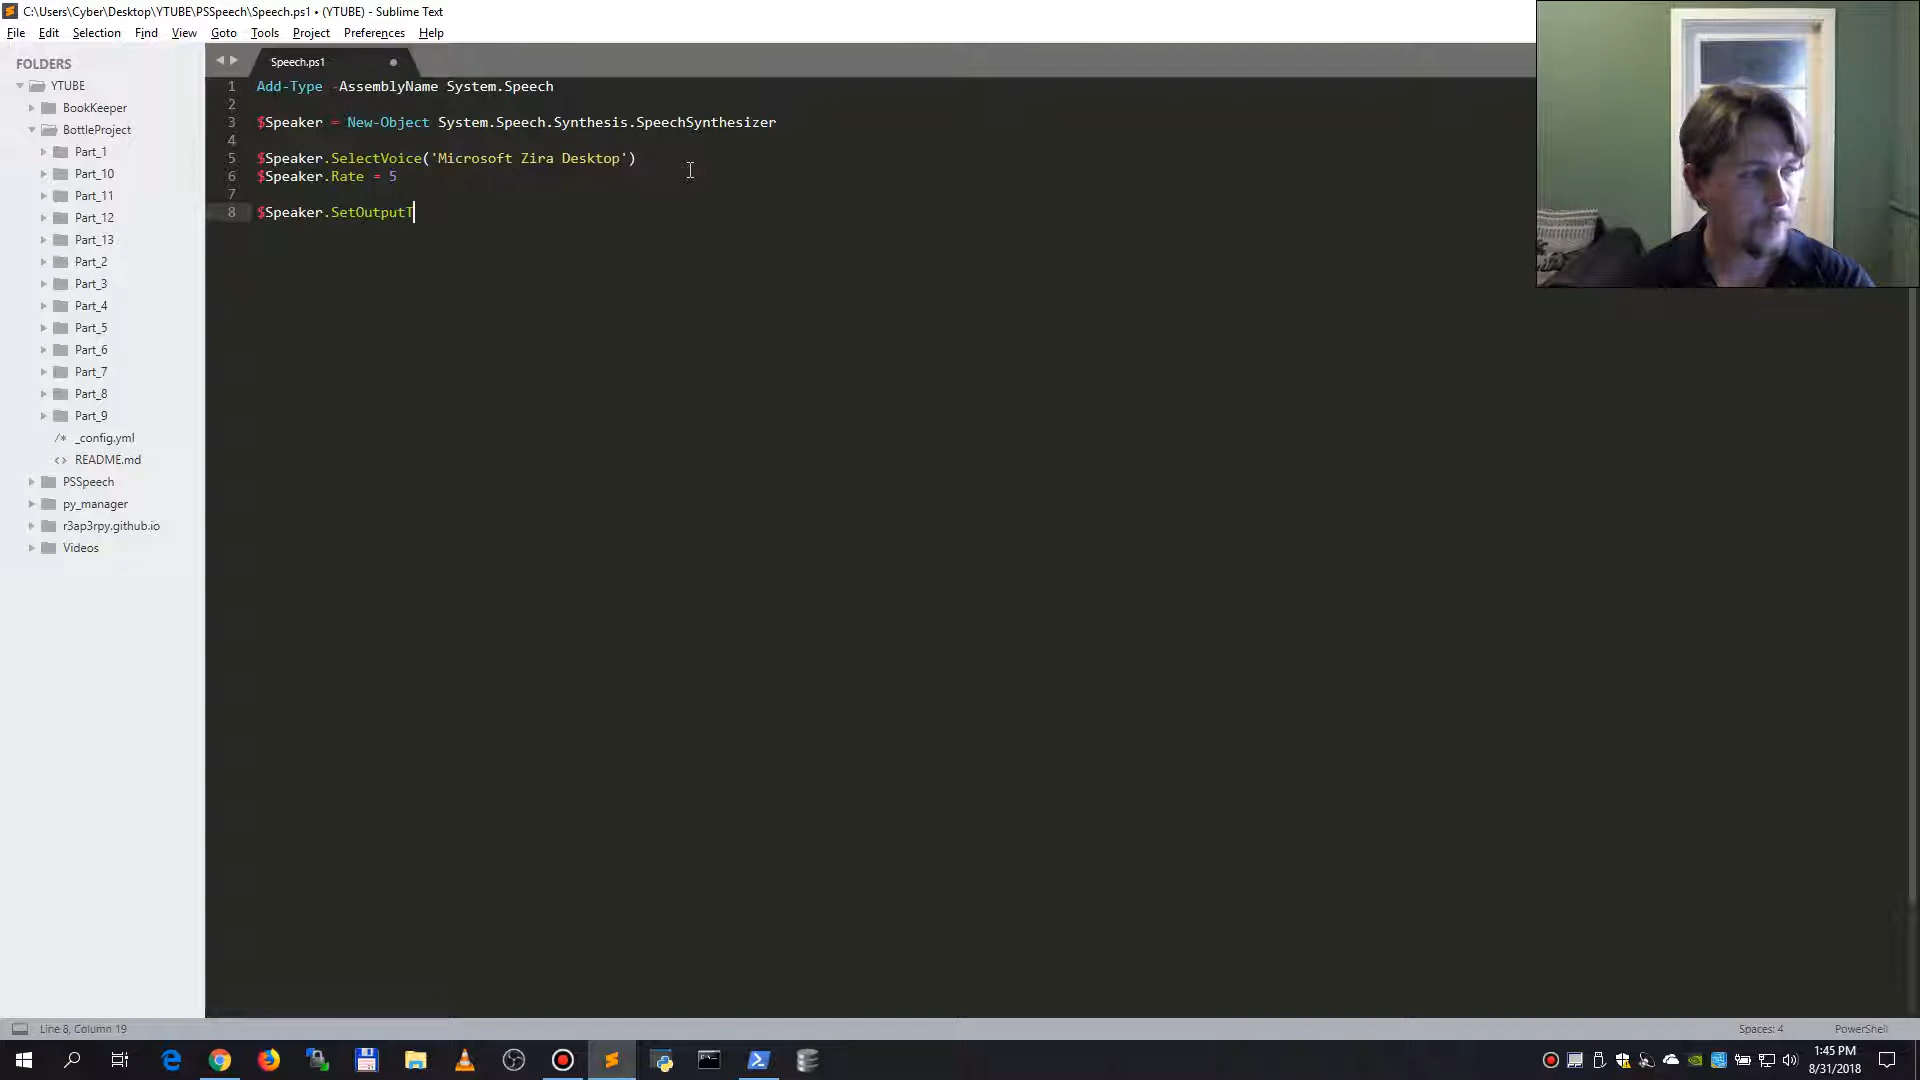 C:\Users\Cyber\Desktop\YTUBE\PSSpeech\Speech.ps1 • (YTUBE) - Sublime Text
File Edit Selection Find View Goto Tools Project Preferences Help
FOLDERS
YTUBE
BookKeeper
BottleProject
Part_1
Part_10
Part_11
Part_12
Part_13
Part_2
Part_3
Part_4
Part_5
Part_6
Part_7
Part_8
Part_9
/* _config.yml
<> README.md
PSSpeech
py_manager
r3ap3rpy.github.io
Videos
Speech.ps1
1 Add-Type -AssemblyName System.Speech
2
3 $Speaker = New-Object System.Speech.Synthesis.SpeechSynthesizer
4
5 $Speaker.SelectVoice('Microsoft Zira Desktop')
6 $Speaker.Rate = 5
7
8 $Speaker.SetOutputT
Line 8, Column 19
Spaces: 4
PowerShell
1:45 PM
8/31/2018